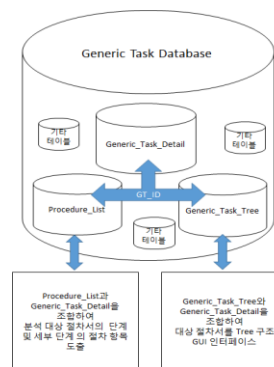 Generic Task Database
기타
테이블
Generic_Task_Detail
기타
테이블
GT_ID
Procedure_List
Generic_Task_Tree
기타
테이블
Procedure_List과
Generic_Task_Detail을
조합하여
분석 대상 절차서의 단계
및 세부 단계의 절차 항목
도출
Generic_Task_Tree와
Generic_Task_Detail을
조합하여
대상 절차서를 Tree 구조
GUI 인터페이스